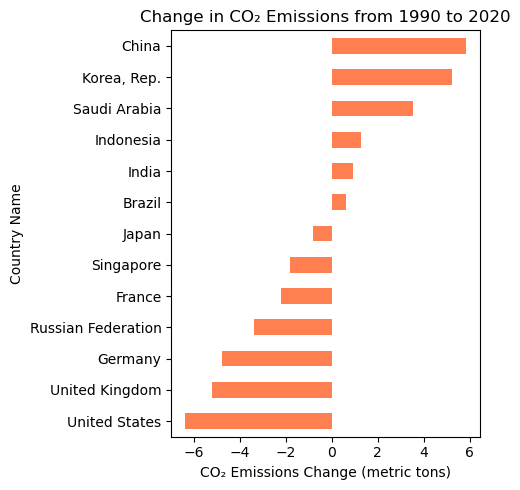 Change in CO₂ Emissions from 1990 to 2020
China
Korea, Rep.
Saudi Arabia
Indonesia
India
Brazil
Japan
Singapore
France
Russian Federation
Germany
United Kingdom
United States
Country Name
−6 −4 −2 0 2 4 6
CO₂ Emissions Change (metric tons)